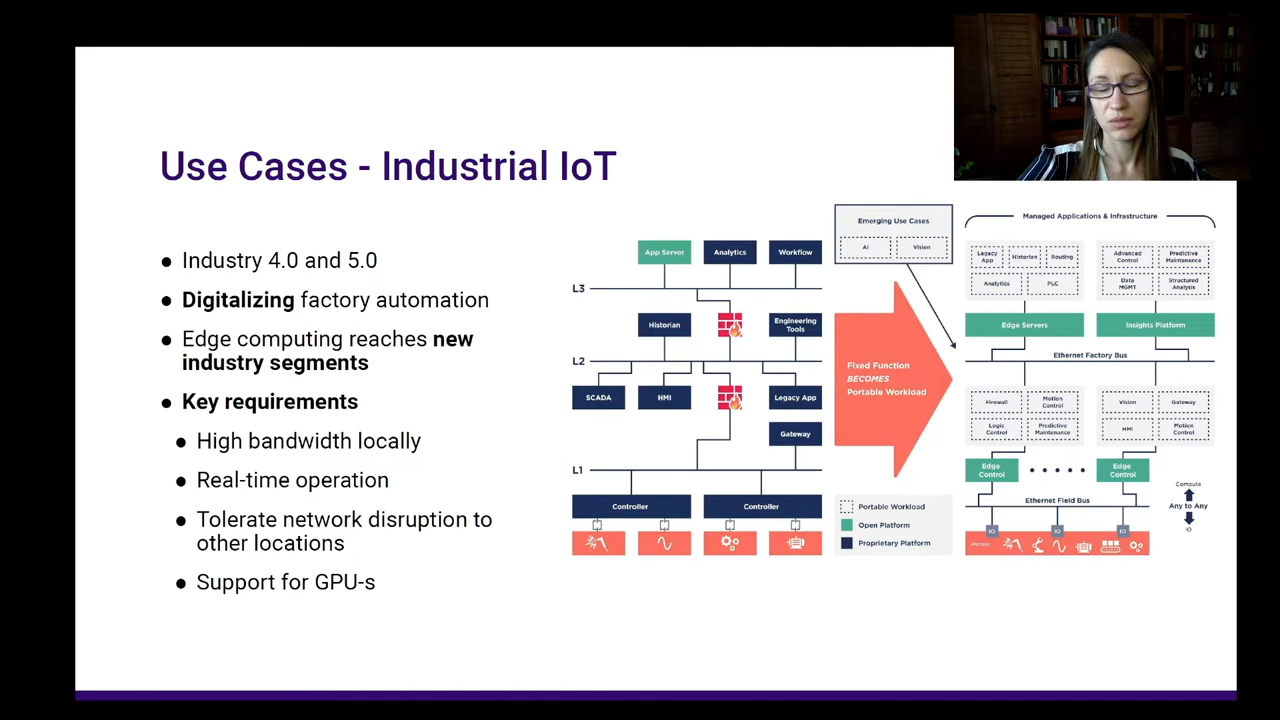 Use Cases - Industrial IoT
Industry 4.0 and 5.0
Digitalizing factory automation
Edge computing reaches new
industry segments
Key requirements
High bandwidth locally
Real-time operation
Tolerate network disruption to
other locations
Support for GPU-s
App Server
Analytics
Workflow
L3
Historian
Engineering
Tools
L2
SCADA
HMI
Legacy App
Gateway
L1
Controller
Controller
Emerging Use Cases
AI
Vision
Fixed Function
BECOMES
Portable Workload
Portable Workload
Open Platform
Proprietary Platform
Managed Applications & Infrastructure
Legacy
App
Historian
Routing
Analytics
PLC
Advanced
Control
Predictive
Maintenance
Data
MGMT
Structured
Analysis
Edge Servers
Insights Platform
Ethernet Factory Bus
Firewall
Motion
Control
Logic
Control
Predictive
Maintenance
Vision
Gateway
HMI
Motion
Control
Edge
Control
Edge
Control
Ethernet Field Bus
IO
IO
IO
Process
Compute
Any to Any
IO